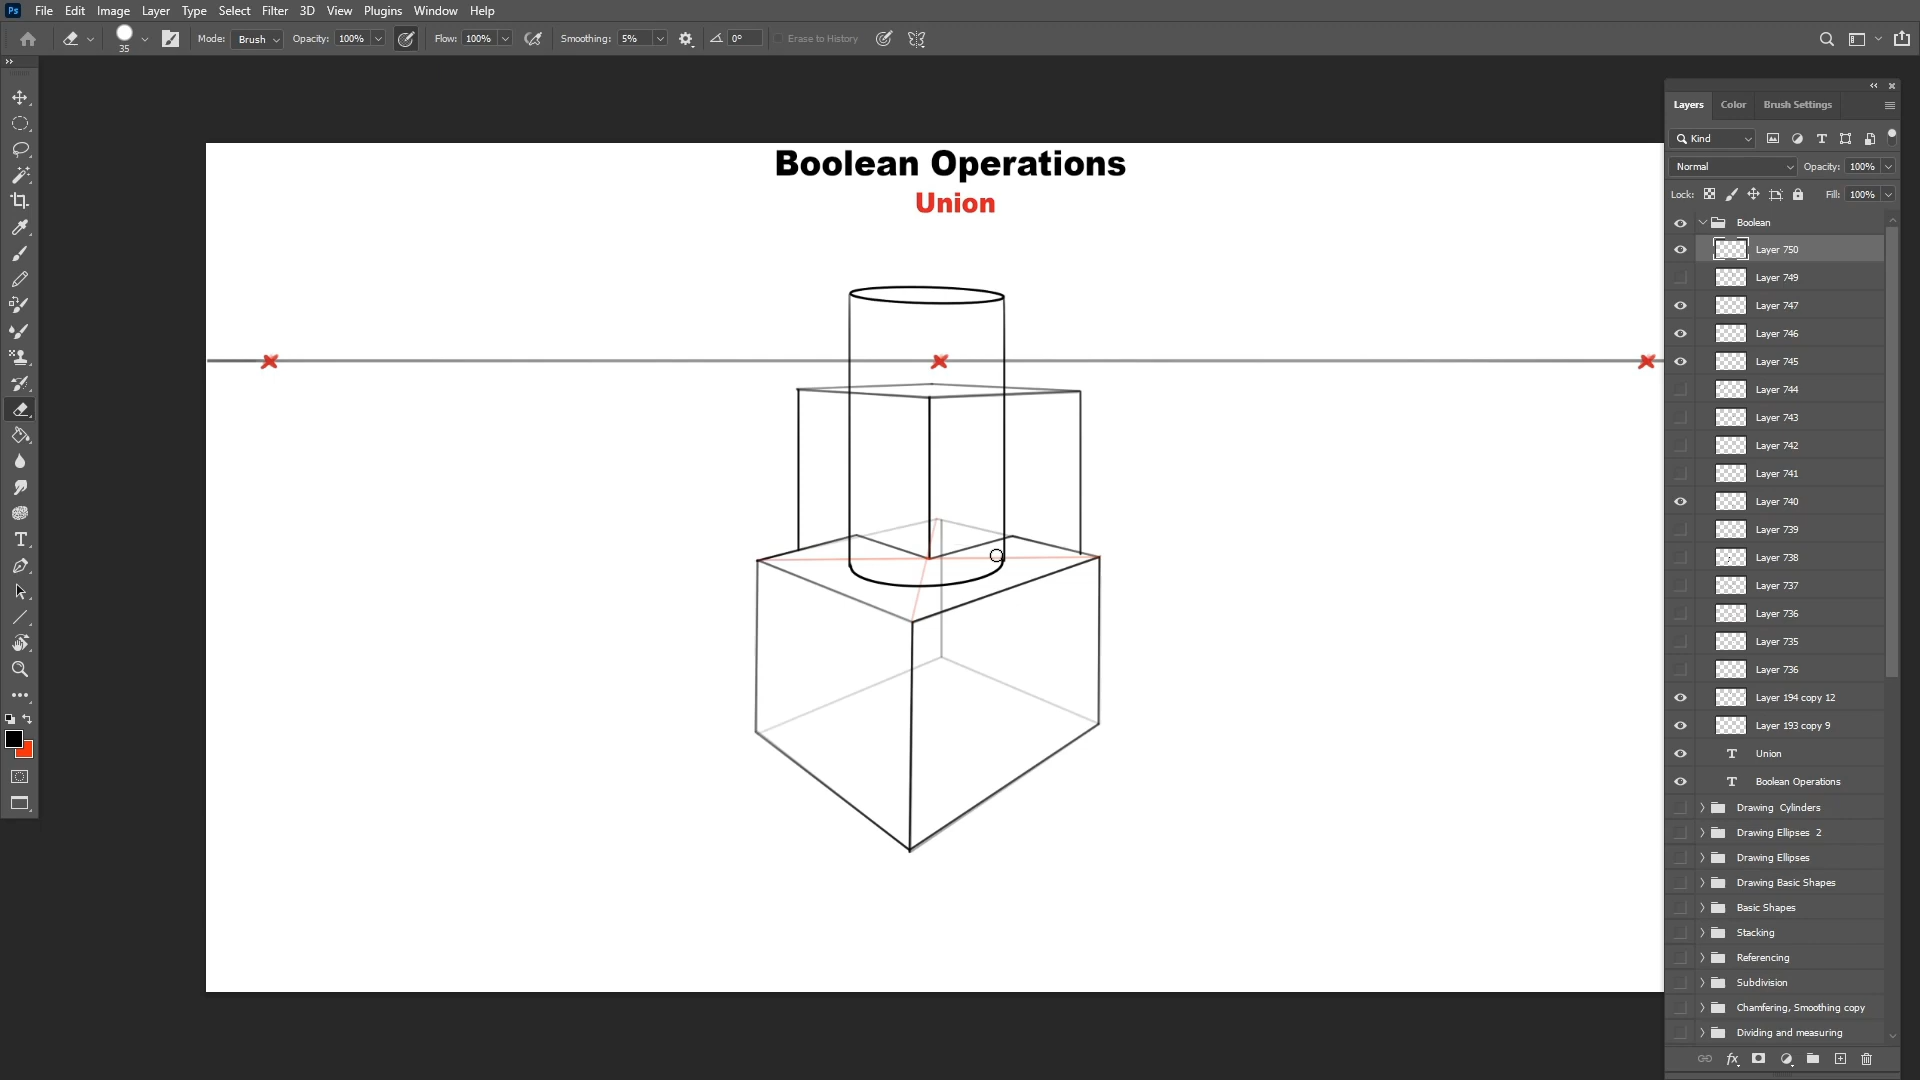 Ps File Edit Image Layer Type Select Filter 3D View Plugins Window Help
35 Mode: Brush Opacity: 100% Flow: 100% Smoothing: 5% 0° Erase to History
Layers Color Brush Settings
Kind
Normal Opacity: 100%
Lock: Fill: 100%
Boolean
Layer 750
Layer 749
Layer 747
Layer 746
Layer 745
Layer 744
Layer 743
Layer 742
Layer 741
Layer 740
Layer 739
Layer 738
Layer 737
Layer 736
Layer 735
Layer 736
Layer 194 copy 12
Layer 193 copy 9
Union
Boolean Operations
Drawing Cylinders
Drawing Ellipses 2
Drawing Ellipses
Drawing Basic Shapes
Basic Shapes
Stacking
Referencing
Subdivision
Chamfering, Smoothing copy
Dividing and measuring
fx
Boolean Operations
Union